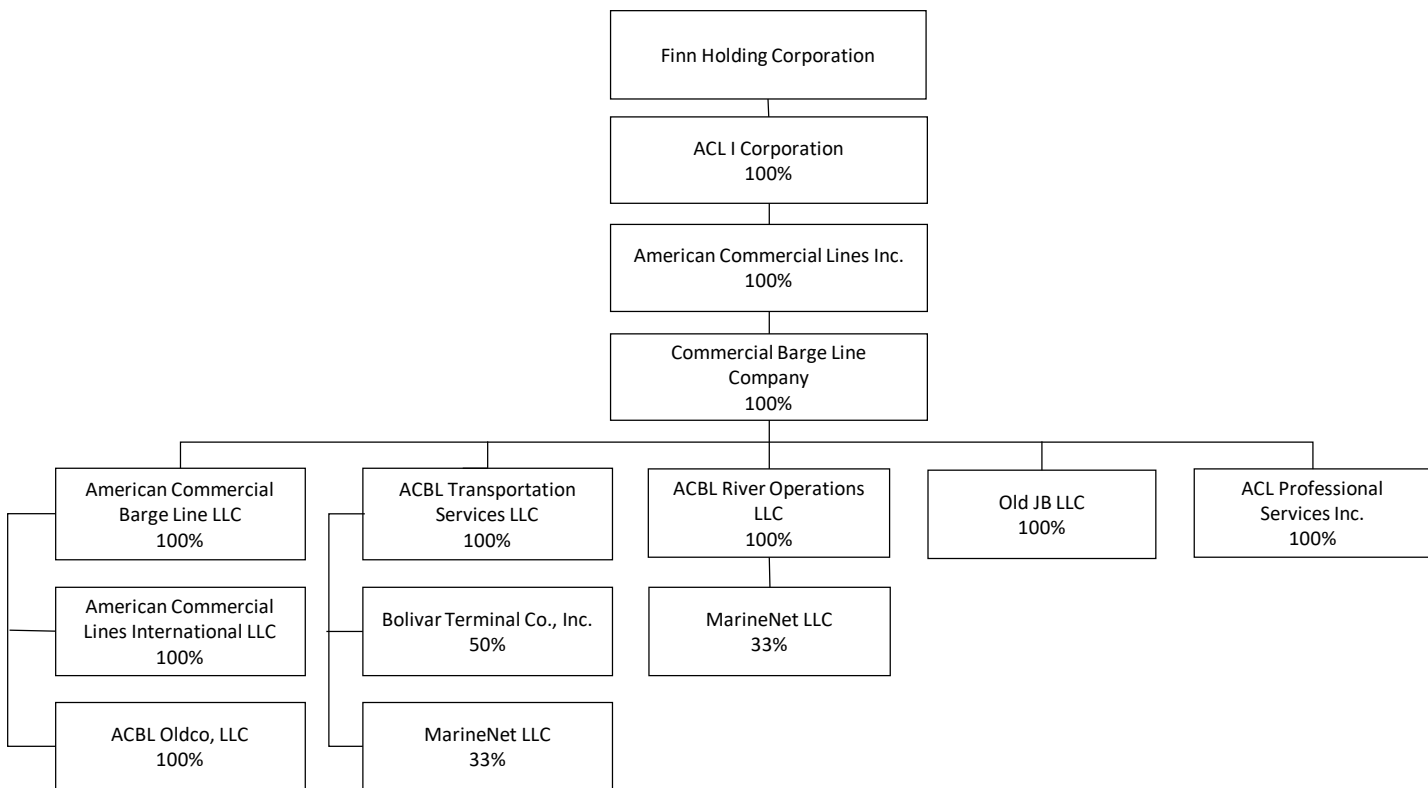 Finn Holding Corporation
ACL I Corporation
100%
American Commercial Lines Inc.
100%
Commercial Barge Line
Company
100%
American Commercial
Barge Line LLC
100%
ACBL Transportation
Services LLC
100%
ACBL River Operations
LLC
100%
Old JB LLC
100%
ACL Professional
Services Inc.
100%
American Commercial
Lines International LLC
100%
Bolivar Terminal Co., Inc.
50%
MarineNet LLC
33%
ACBL Oldco, LLC
100%
MarineNet LLC
33%